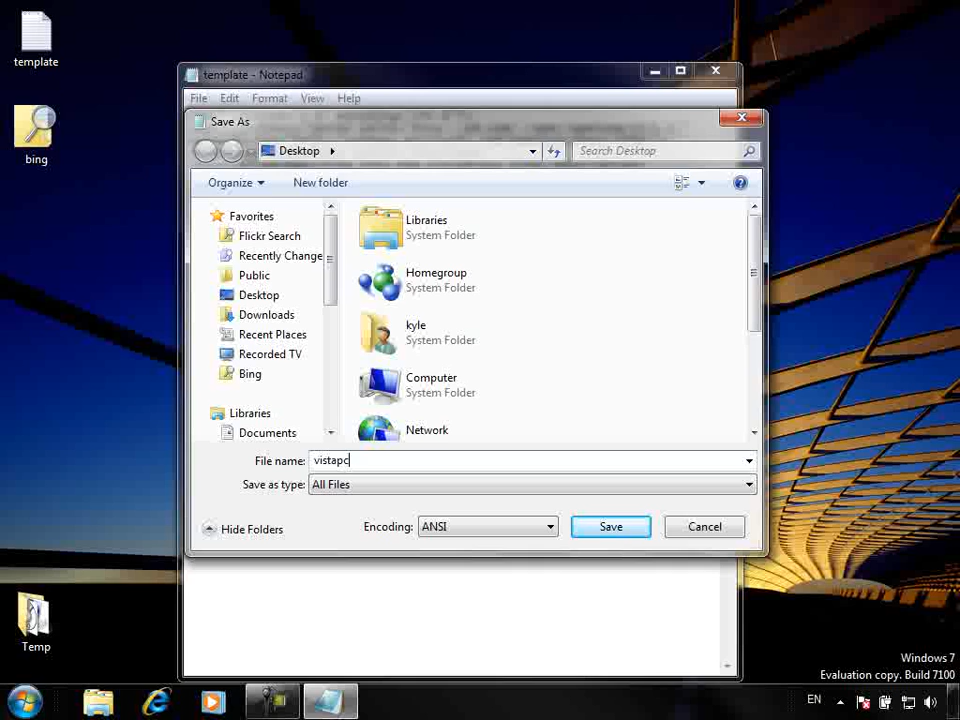 template
bing
Temp
template - Notepad
File Edit Format View Help
Save As
Desktop
Search Desktop
Organize New folder
Favorites
Flickr Search
Recently Change
Public
Desktop
Downloads
Recent Places
Recorded TV
Bing
Libraries
Documents
Libraries
System Folder
Homegroup
System Folder
kyle
System Folder
Computer
System Folder
Network
File name: vistapc
Save as type: All Files
Hide Folders Encoding: ANSI Save Cancel
Windows 7
Evaluation copy. Build 7100
EN